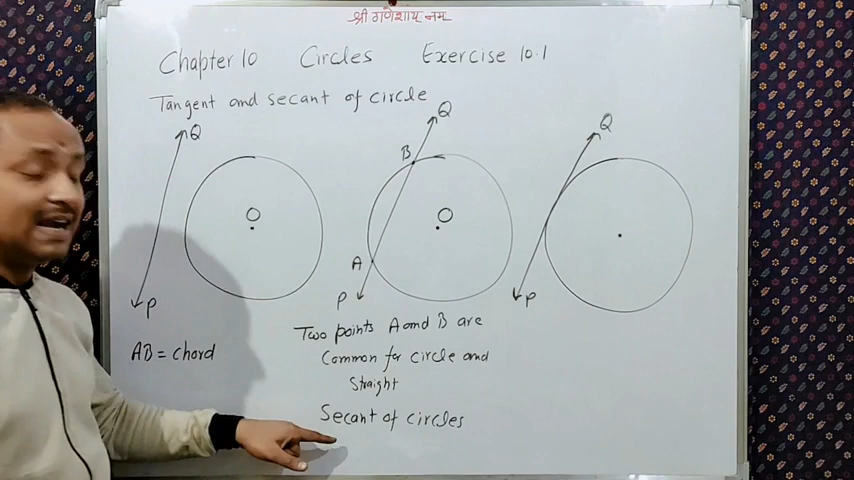 श्री गणेशाय नमः
Chapter 10 Circles Exercise 10.1
Tangent and secant of circle
Q
P
O
Q
B
O
A
P
Q
P
AB = chord
Two points A and B are
Common for circle and
Straight
Secant of circles